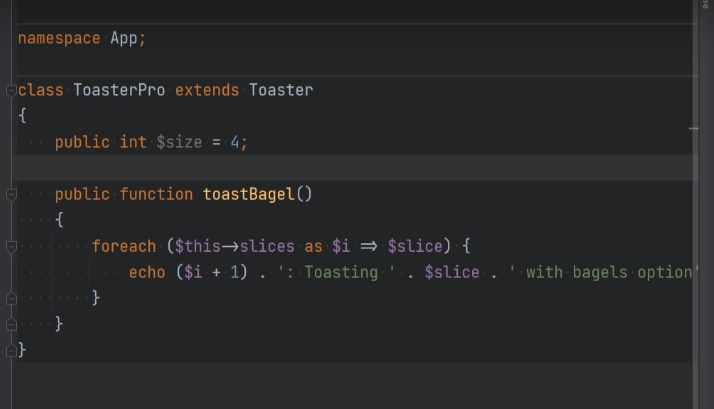 namespace App;
class ToasterPro extends Toaster
{
public int $size = 4;
public function toastBagel()
{
foreach ($this->slices as $i => $slice) {
echo ($i + 1) . ': Toasting ' . $slice . ' with bagels option'
}
}
}